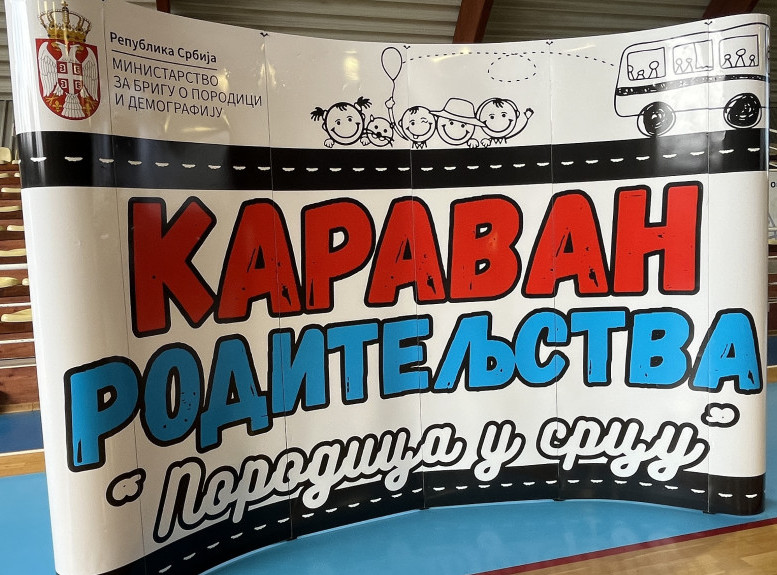 Република Србија
МИНИСТАРСТВО
ЗА БРИГУ О ПОРОДИЦИ
И ДЕМОГРАФИЈУ
КАРАВАН
РОДИТЕЉСТВА
“Породица у срцу”